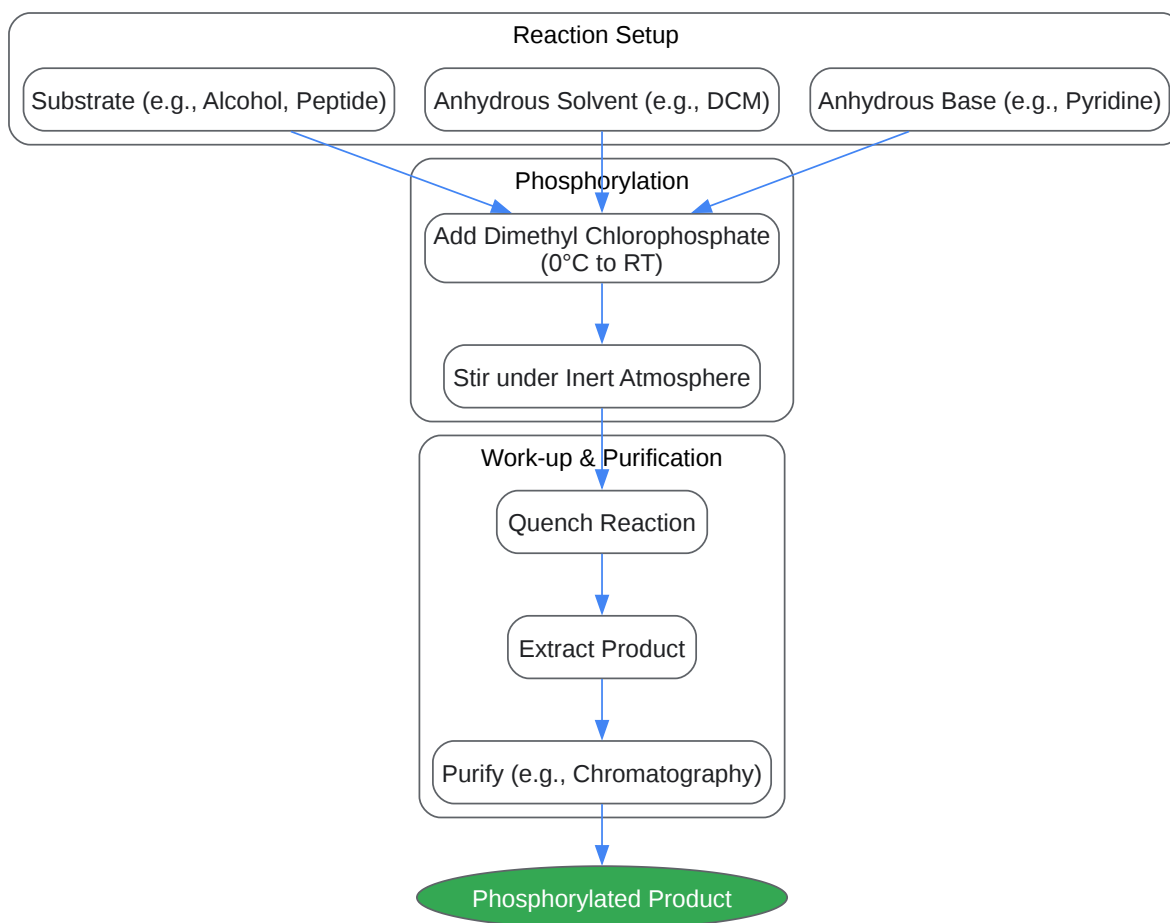 Reaction Setup
Substrate (e.g., Alcohol, Peptide)
Anhydrous Solvent (e.g., DCM)
Anhydrous Base (e.g., Pyridine)
Phosphorylation
Add Dimethyl Chlorophosphate
(0°C to RT)
Stir under Inert Atmosphere
Work-up & Purification
Quench Reaction
Extract Product
Purify (e.g., Chromatography)
Phosphorylated Product